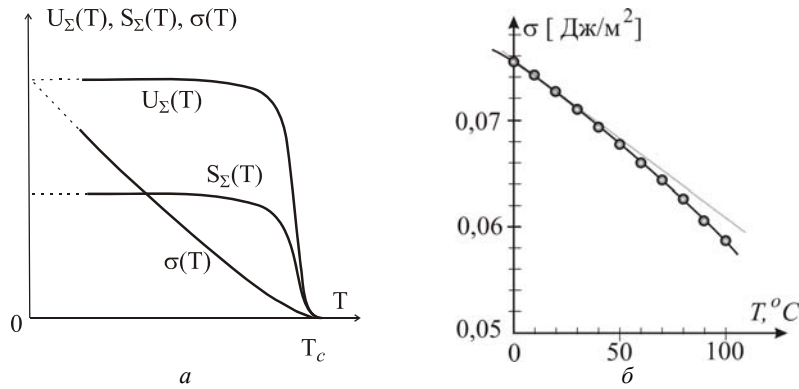 U_Σ(T), S_Σ(T), σ(T)
U_Σ(T)
S_Σ(T)
σ(T)
T
0
T_c
а
σ [ Дж/м²]
0,07
0,06
0,05
T,°C
0
50
100
б